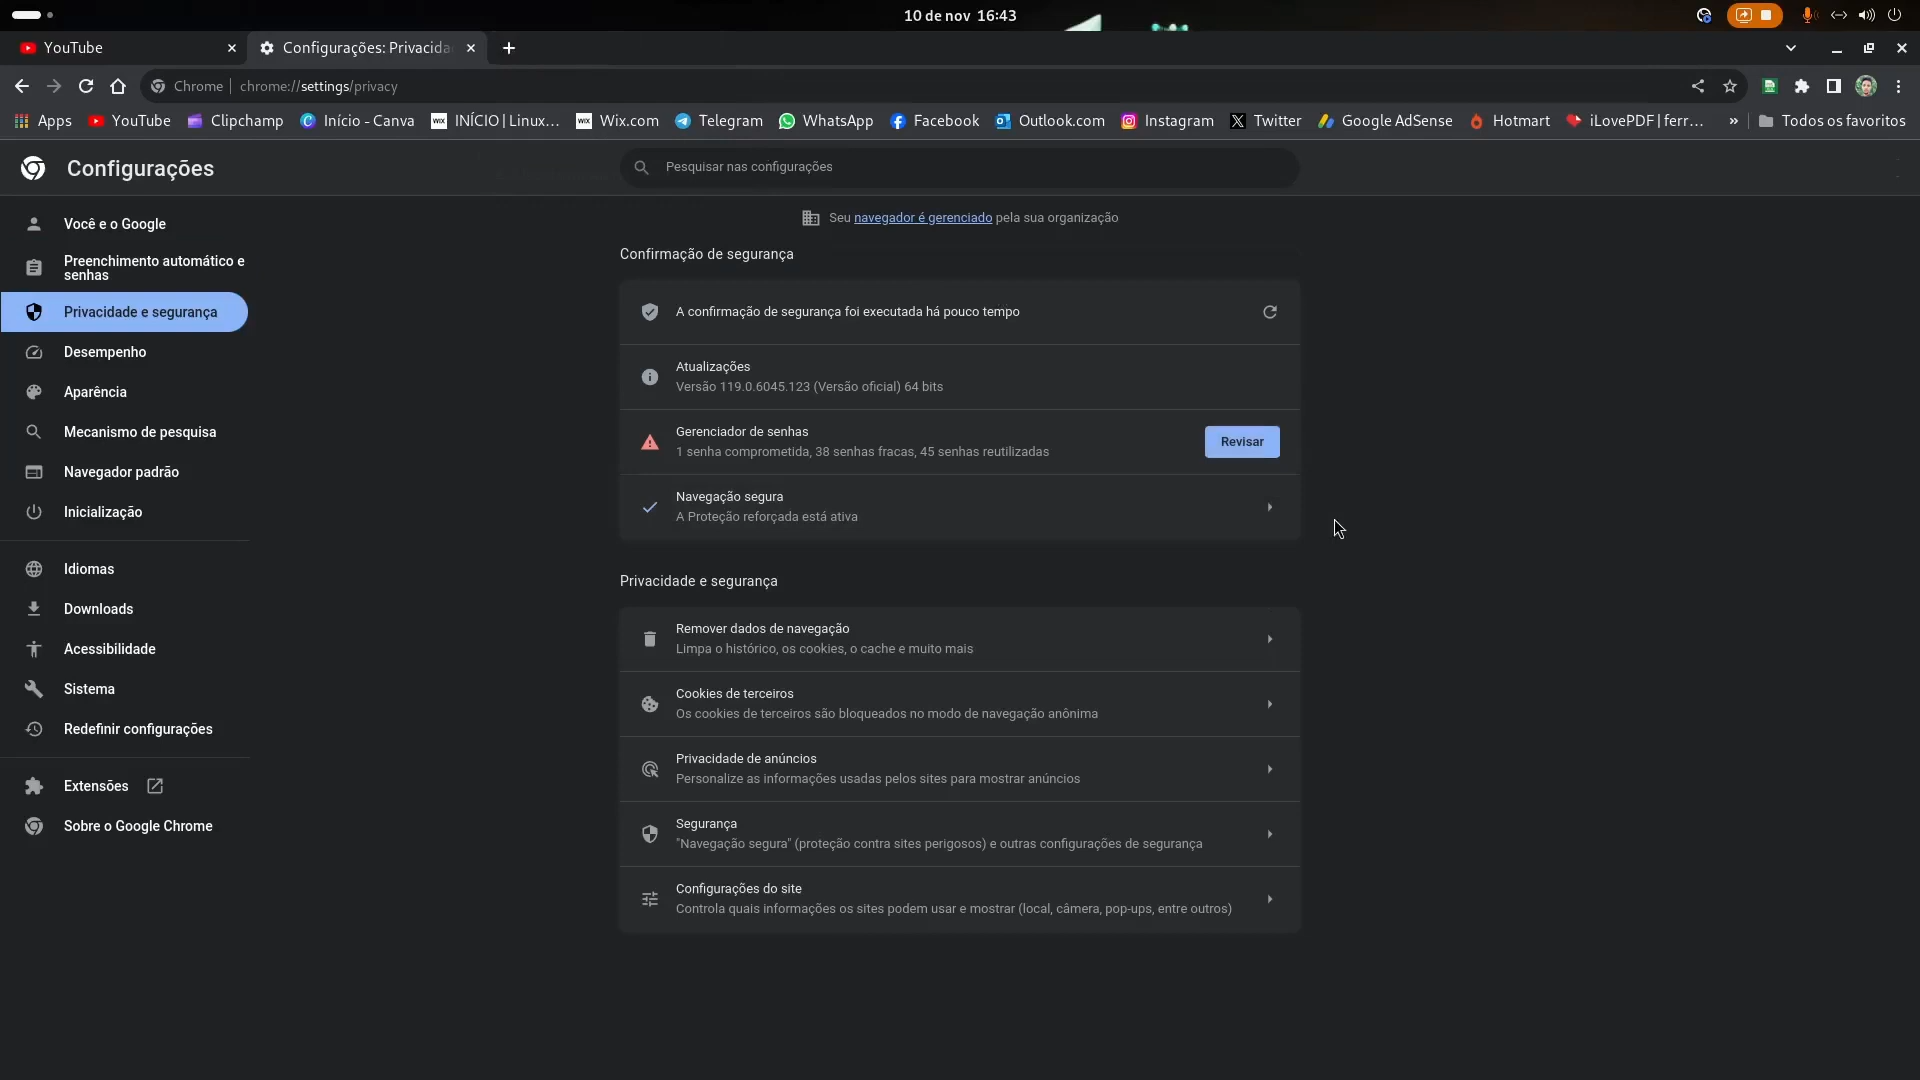 10 de nov 16:43
YouTube
Configurações: Privacida
Chrome
chrome://settings/privacy
Apps
YouTube
Clipchamp
Início - Canva
INÍCIO | Linux...
Wix.com
Telegram
WhatsApp
Facebook
Outlook.com
Instagram
Twitter
Google AdSense
Hotmart
iLovePDF | ferr...
»
Todos os favoritos
Configurações
Pesquisar nas configurações
Seu navegador é gerenciado pela sua organização
Você e o Google
Preenchimento automático e
senhas
Privacidade e segurança
Desempenho
Aparência
Mecanismo de pesquisa
Navegador padrão
Inicialização
Idiomas
Downloads
Acessibilidade
Sistema
Redefinir configurações
Extensões
Sobre o Google Chrome
Confirmação de segurança
A confirmação de segurança foi executada há pouco tempo
Atualizações
Versão 119.0.6045.123 (Versão oficial) 64 bits
Gerenciador de senhas
1 senha comprometida, 38 senhas fracas, 45 senhas reutilizadas
Revisar
Navegação segura
A Proteção reforçada está ativa
Privacidade e segurança
Remover dados de navegação
Limpa o histórico, os cookies, o cache e muito mais
Cookies de terceiros
Os cookies de terceiros são bloqueados no modo de navegação anônima
Privacidade de anúncios
Personalize as informações usadas pelos sites para mostrar anúncios
Segurança
"Navegação segura" (proteção contra sites perigosos) e outras configurações de segurança
Configurações do site
Controla quais informações os sites podem usar e mostrar (local, câmera, pop-ups, entre outros)